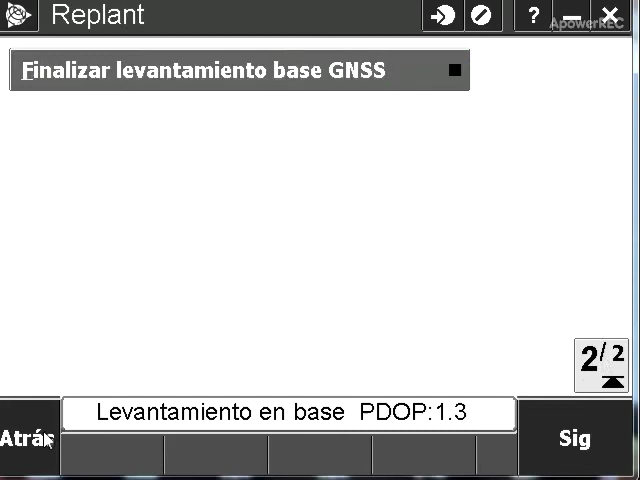 Replant
?
ApowerREC
Finalizar levantamiento base GNSS
2/2
Levantamiento en base PDOP:1.3
Atrás
Sig